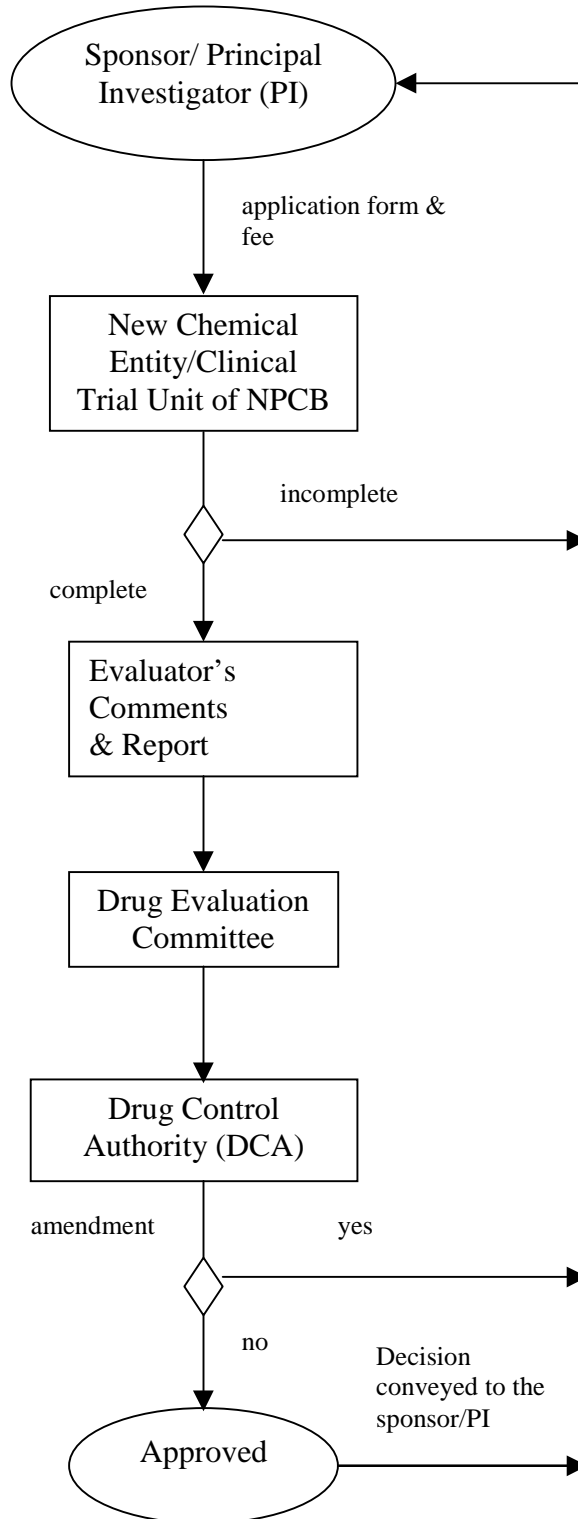 Sponsor/ Principal
Investigator (PI)
application form &
fee
New Chemical
Entity/Clinical
Trial Unit of NPCB
incomplete
complete
Evaluator’s
Comments
& Report
Drug Evaluation
Committee
Drug Control
Authority (DCA)
amendment
yes
no
Decision
conveyed to the
sponsor/PI
Approved